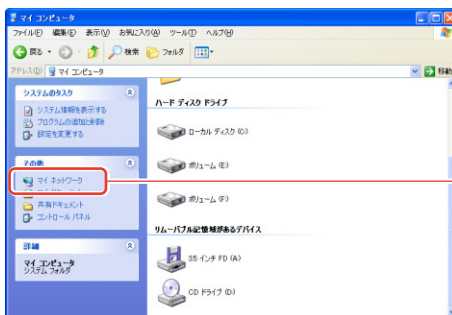 マイ コンピュータ
ファイル(F) 編集(E) 表示(V) お気に入り(A) ツール(T) ヘルプ(H)
戻る 検索 フォルダ
アドレス(D) マイ コンピュータ 移動
システムのタスク
システム情報を表示する
プログラムの追加と削除
設定を変更する
その他
マイ ネットワーク
共有ドキュメント
コントロール パネル
詳細
マイ コンピュータ
システム フォルダ
ハード ディスク ドライブ
ローカル ディスク (C)
ボリューム (E)
ボリューム (F)
リムーバブル記憶域があるデバイス
35 インチ FD (A)
CD ドライブ (D)